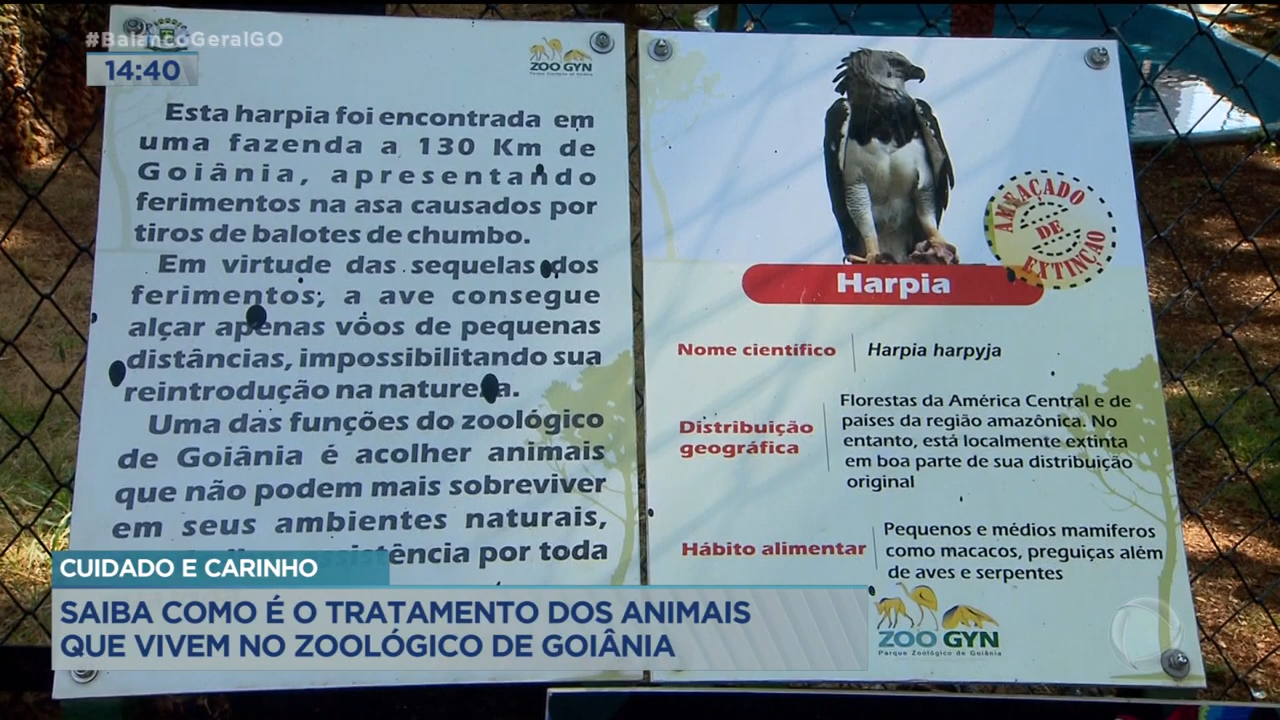 #BalançoGeralGO
14:40
ZOO GYN
Parque Zoológico de Goiânia
Esta harpia foi encontrada em
uma fazenda a 130 Km de
Goiânia, apresentando
ferimentos na asa causados por
tiros de balotes de chumbo.
Em virtude das sequelas dos
ferimentos, a ave consegue
alçar apenas vôos de pequenas
distâncias, impossibilitando sua
reintrodução na natureza.
Uma das funções do zoológico
de Goiânia é acolher animais
que não podem mais sobreviver
em seus ambientes naturais,
por toda
AMEAÇADO
DE
EXTINÇÃO
Harpia
Nome científico
Harpia harpyja
Distribuição
geográfica
Florestas da América Central e de
países da região amazônica. No
entanto, está localmente extinta
em boa parte de sua distribuição
original
Hábito alimentar
Pequenos e médios mamíferos
como macacos, preguiças além
de aves e serpentes
ZOO GYN
Parque Zoológico de Goiânia
CUIDADO E CARINHO
SAIBA COMO É O TRATAMENTO DOS ANIMAIS
QUE VIVEM NO ZOOLÓGICO DE GOIÂNIA